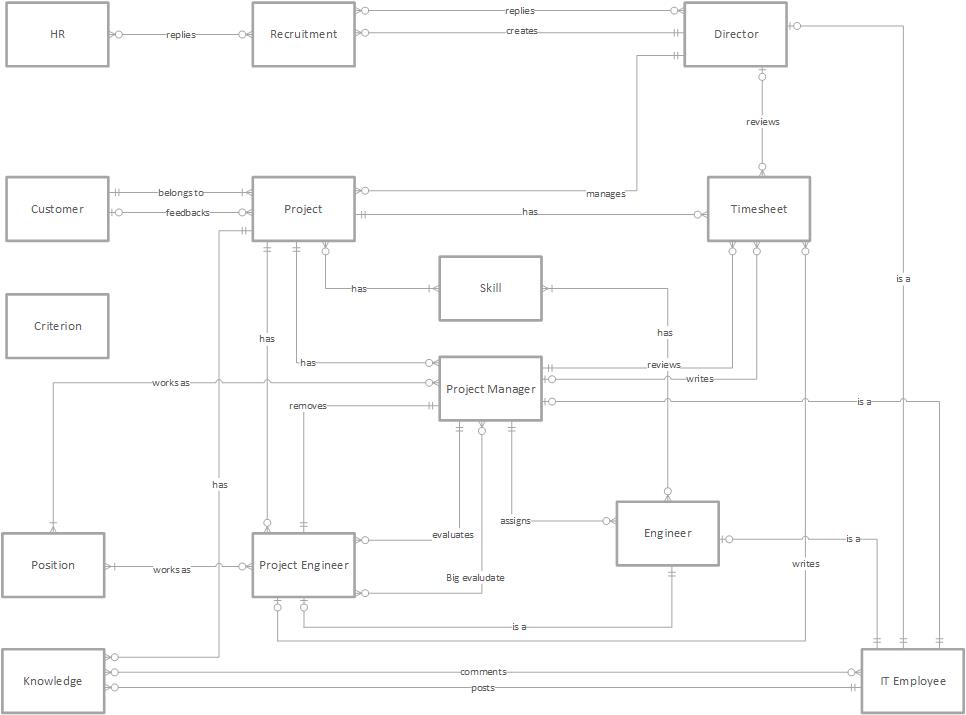 replies
HR
replies
Recruitment
creates
Director
reviews
belongs to
manages
Customer
Project
Timesheet
feedbacks
has
is a
has
Skill
Criterion
has
has
has
reviews
works as
writes
Project Manager
removes
is a
has
assigns
evaluates
Engineer
is a
Position
Project Engineer
works as
writes
Big evaludate
is a
comments
Knowledge
IT Employee
posts